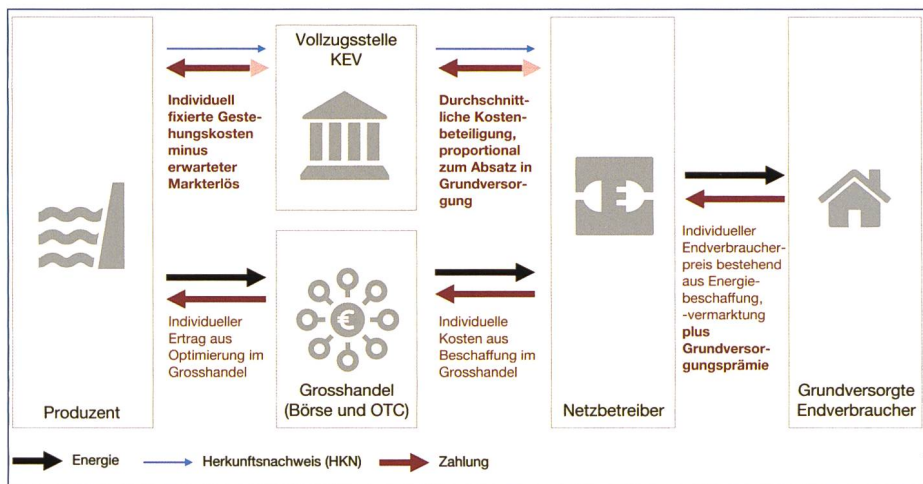 Vollzugsstelle
KEV
Individuell
fixierte Geste-
hungskosten
minus
erwarteter
Markterlös
Durchschnitt-
liche Kosten-
beteiligung,
proportional
zum Absatz in
Grundversor-
gung
Individueller
Ertrag aus
Optimierung im
Grosshandel
Individuelle
Kosten aus
Beschaffung im
Grosshandel
Individueller
Endverbraucher-
preis bestehend
aus Energie-
beschaffung,
-vermarktung
plus
Grundversor-
gungsprämie
Produzent
Grosshandel
(Börse und OTC)
Netzbetreiber
Grundversorgte
Endverbraucher
Energie
Herkunftsnachweis (HKN)
Zahlung